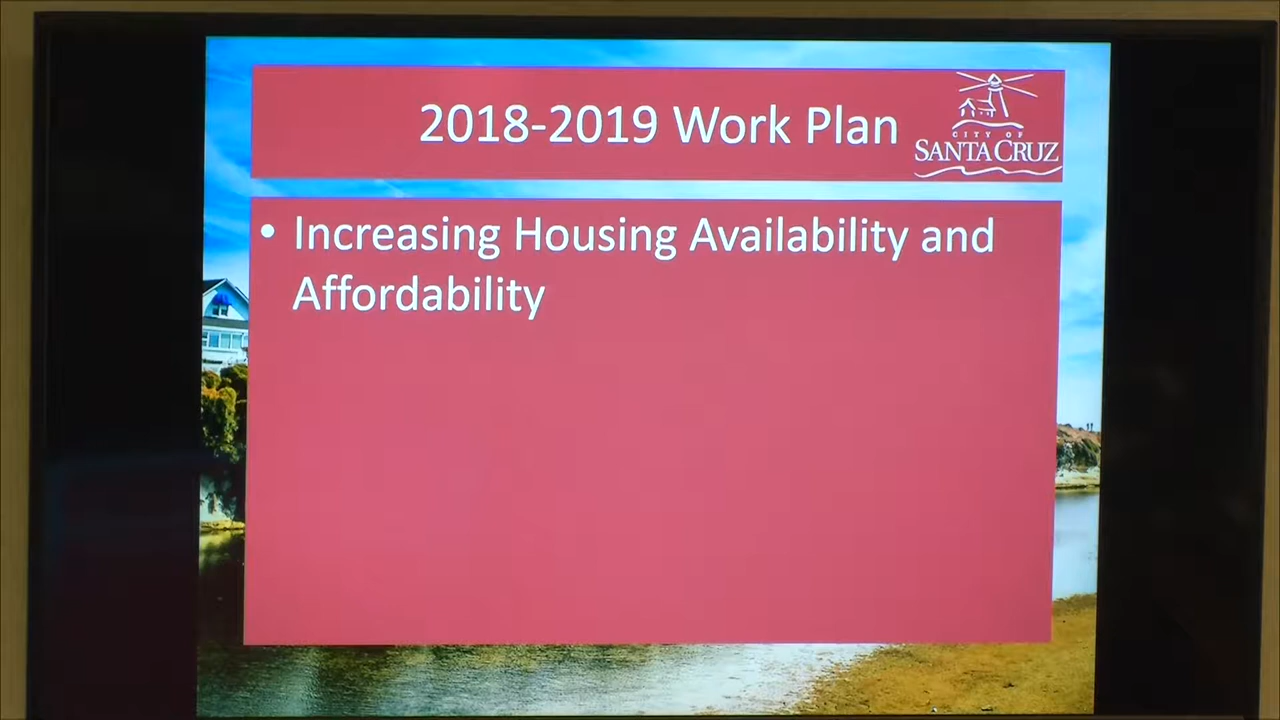 2018-2019 Work Plan
CITY OF
SANTA CRUZ
• Increasing Housing Availability and
Affordability